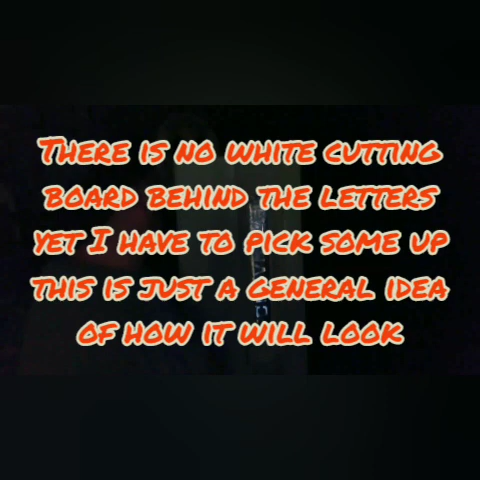 There is no white cutting
board behind the letters
yet I have to pick some up
this is just a general idea
of how it will look